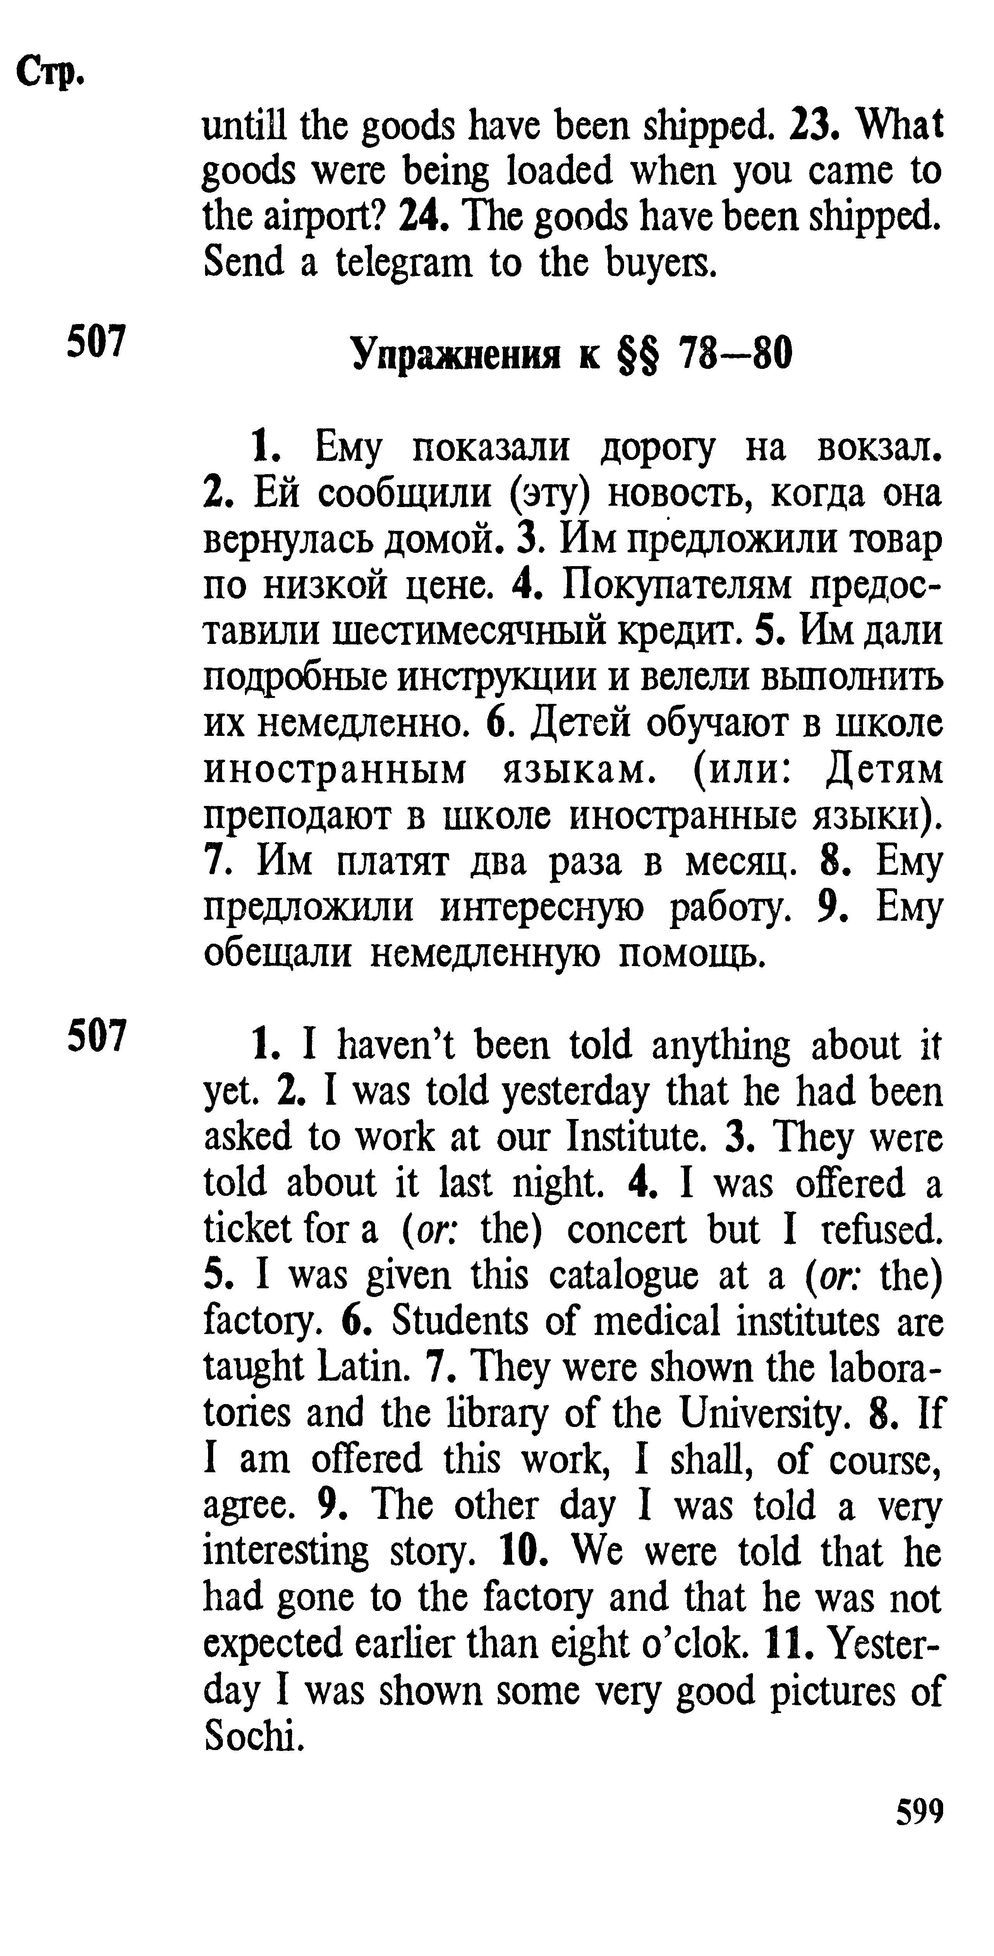 Стр.
untill the goods have been shipped. 23. What
goods were being loaded when you came to
the airport? 24. The goods have been shipped.
Send a telegram to the buyers.
507
Упражнения к §§ 78—80
1. Ему показали дорогу на вокзал.
2. Ей сообщили (эту) новость, когда она
вернулась домой. 3. Им предложили товар
по низкой цене. 4. Покупателям предос-
тавили шестимесячный кредит. 5. Им дали
подробные инструкции и велели выполнить
их немедленно. 6. Детей обучают в школе
иностранным языкам. (или: Детям
преподают в школе иностранные языки).
7. Им платят два раза в месяц. 8. Ему
предложили интересную работу. 9. Ему
обещали немедленную помощь.
507
1. I haven't been told anything about it
yet. 2. I was told yesterday that he had been
asked to work at our Institute. 3. They were
told about it last night. 4. I was offered a
ticket for a (or: the) concert but I refused.
5. I was given this catalogue at a (or: the)
factory. 6. Students of medical institutes are
taught Latin. 7. They were shown the labora-
tories and the library of the University. 8. If
I am offered this work, I shall, of course,
agree. 9. The other day I was told a very
interesting story. 10. We were told that he
had gone to the factory and that he was not
expected earlier than eight o'clok. 11. Yester-
day I was shown some very good pictures of
Sochi.
599